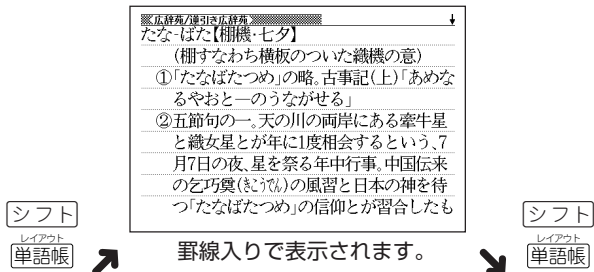 広辞苑/逆引き広辞苑
たな-ばた【棚機・七夕】
(棚すなわち横板のついた織機の意)
①「たなばたつめ」の略。古事記(上)「あめな
るやおと―のうながせる」
②五節句の一。天の川の両岸にある牽牛星
と織女星とが年に1度相会するという、7
月7日の夜、星を祭る年中行事。中国伝来
の乞巧奠(きこうでん)の風習と日本の神を待
つ「たなばたつめ」の信仰とが習合したも
シフト
レイアウト
単語帳
罫線入りで表示されます。
シフト
レイアウト
単語帳